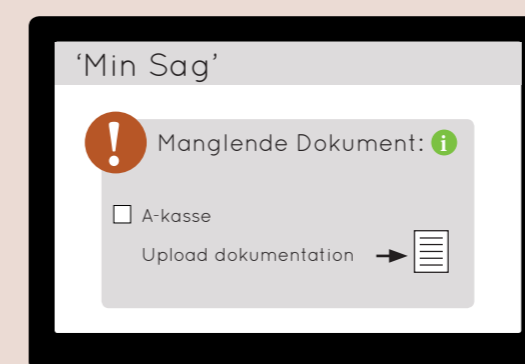 ‘Min Sag’
! Manglende Dokument: i
A-kasse
Upload dokumentation